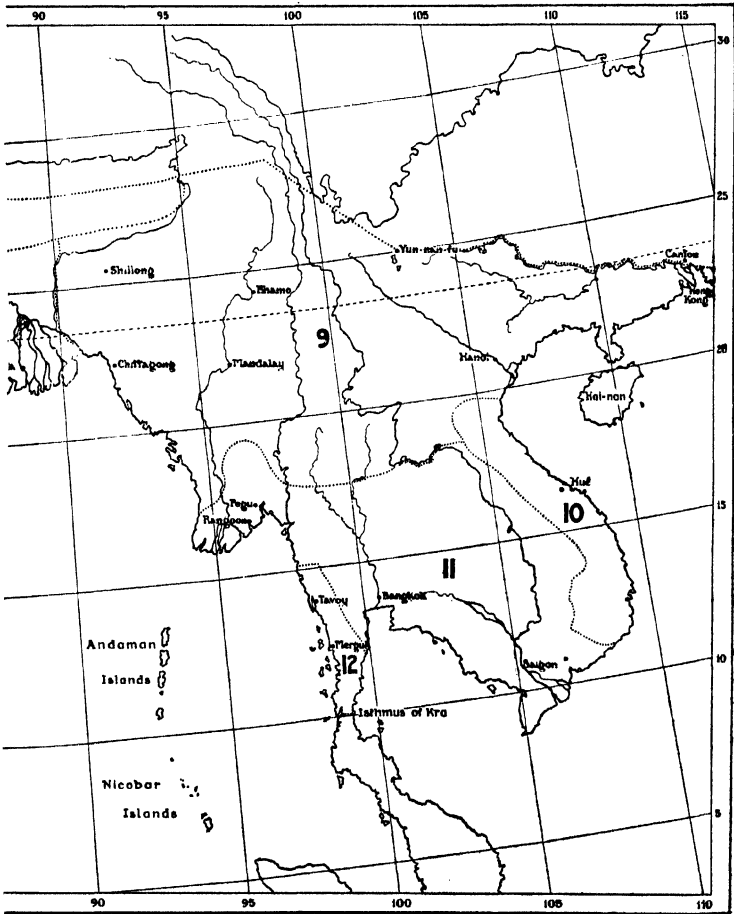 90 95 100 105 110 115
30
25
Yun-nan-fu
Canton
Shillong
Bhamo
Hong
Kong
9
20
Hanoi
Chittagong
Mandalay
Hai-nan
Hué
Pegu
15
Rangoon
10
11
Tavoy
Bangkok
Andaman
Mergui
10
12
Saigon
Islands
Isthmus of Kra
Nicobar
5
Islands
90 95 100 105 110